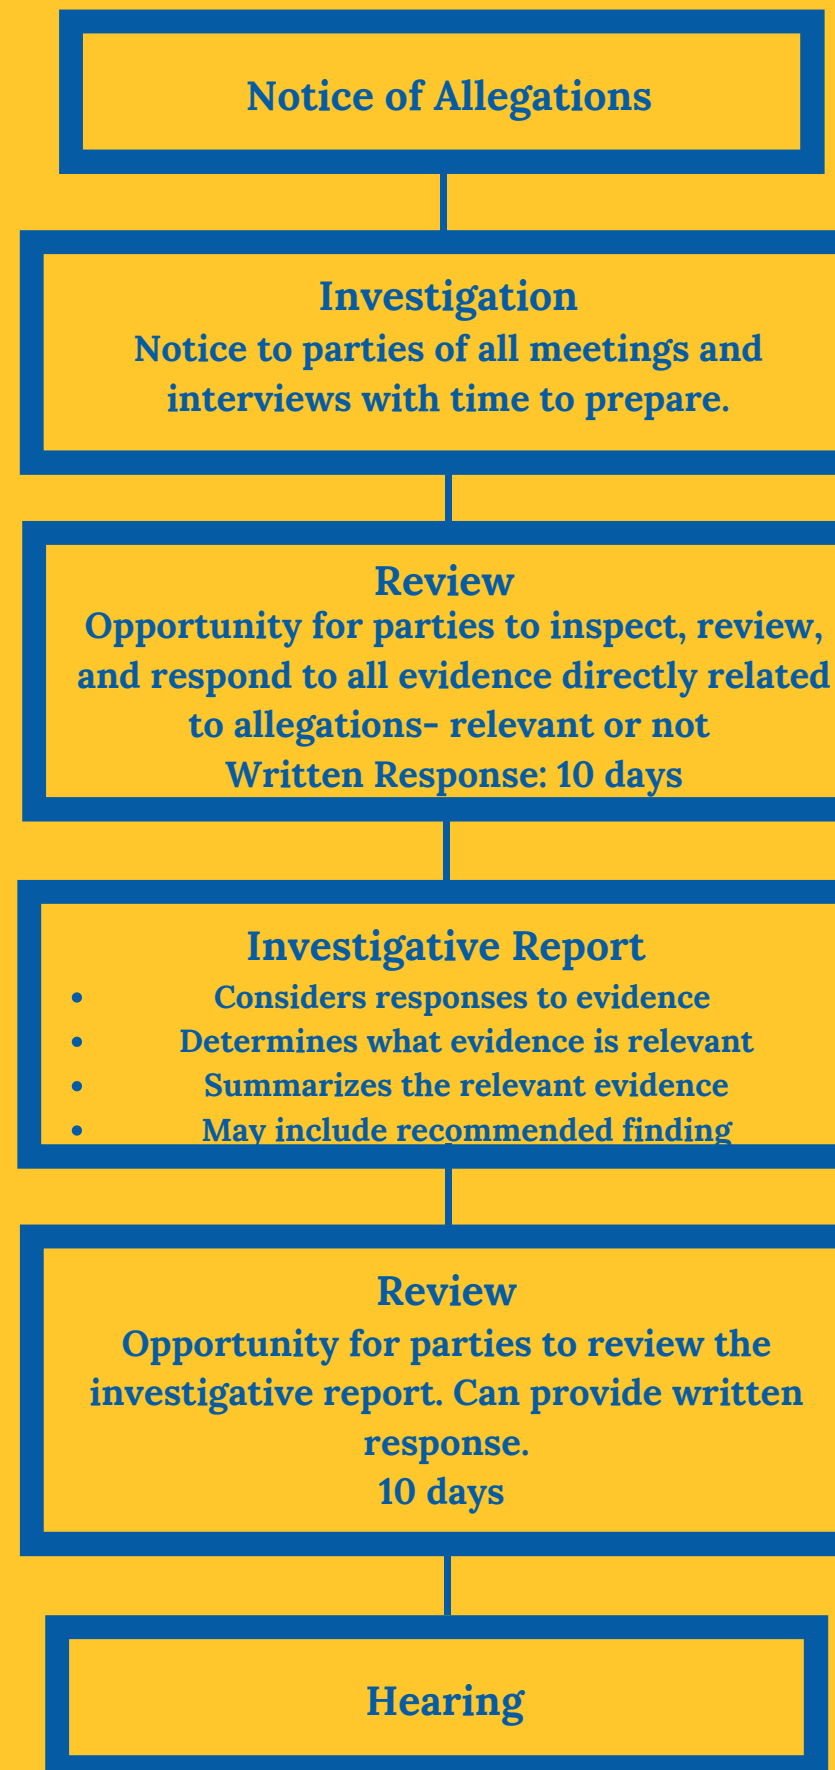 Notice of Allegations
Investigation
Notice to parties of all meetings and
interviews with time to prepare.
Review
Opportunity for parties to inspect, review,
and respond to all evidence directly related
to allegations- relevant or not
Written Response: 10 days
Investigative Report
• Considers responses to evidence
• Determines what evidence is relevant
• Summarizes the relevant evidence
• May include recommended finding
Review
Opportunity for parties to review the
investigative report. Can provide written
response.
10 days
Hearing